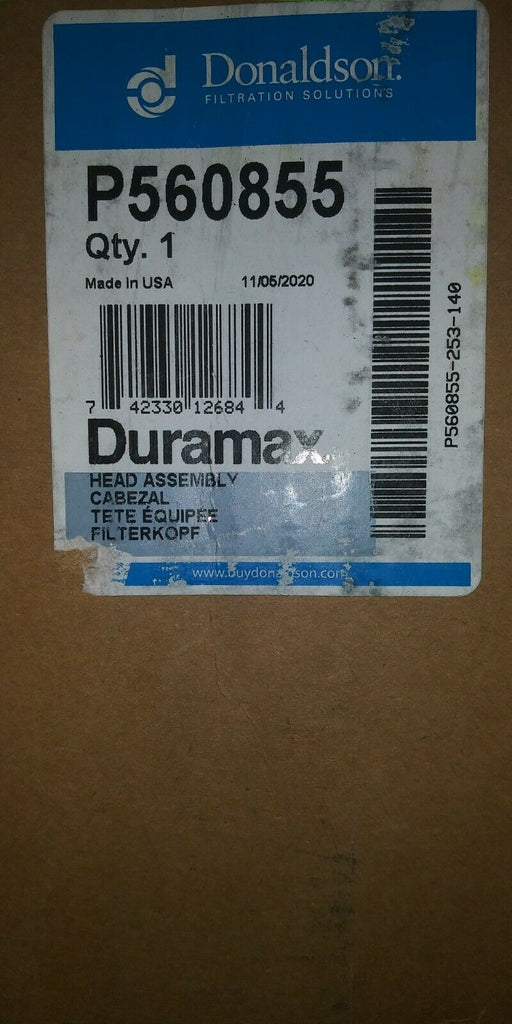 Donaldson.
FILTRATION SOLUTIONS
P560855
Qty. 1
Made in USA 11/05/2020
7 42330 12684 4
P560855-253-140
Duramax
HEAD ASSEMBLY
CABEZAL
TETE ÉQUIPÉE
FILTERKOPF
www.buydonaldson.com